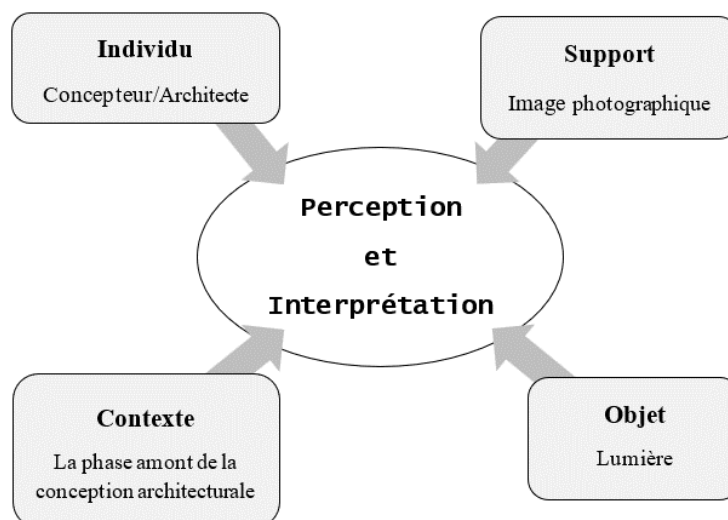 Individu
Concepteur/Architecte
Support
Image photographique
Perception
et
Interprétation
Contexte
La phase amont de la
conception architecturale
Objet
Lumière